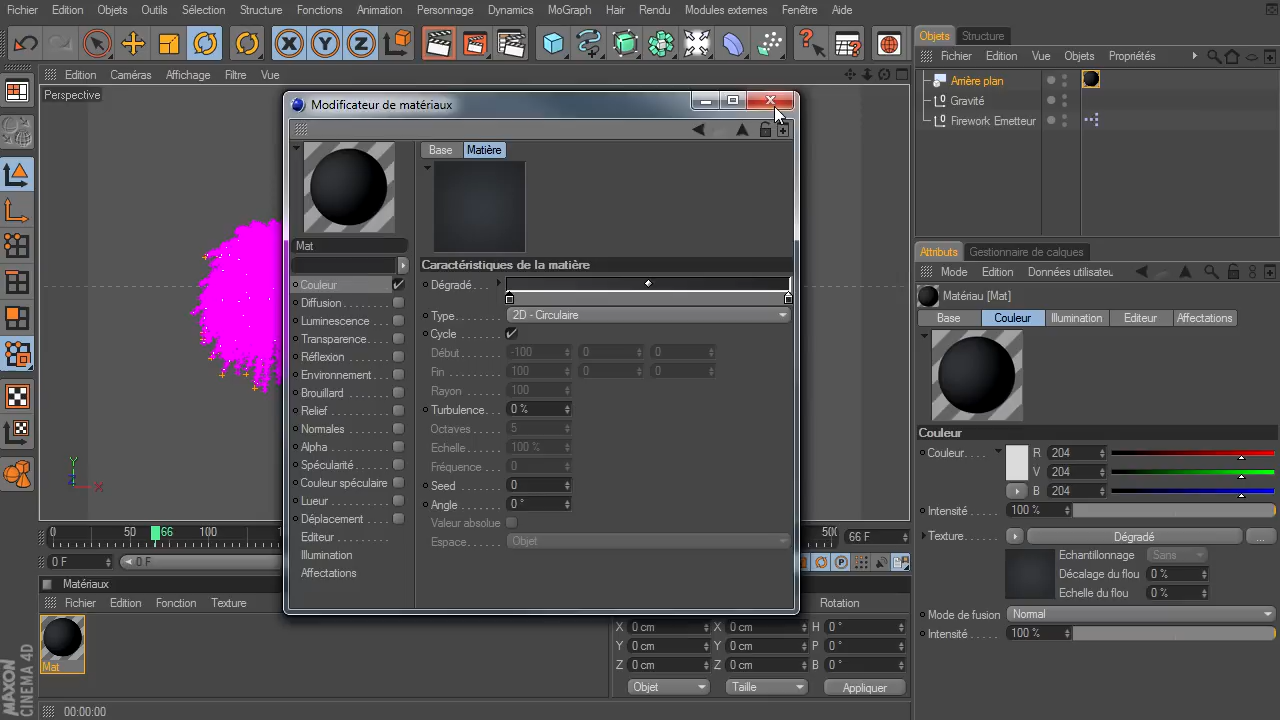 Fichier Edition Objets Outils Sélection Structure Fonctions Animation Personnage Dynamics MoGraph Hair Rendu Modules externes Fenêtre Aide
Objets Structure
Fichier Edition Vue Objets Propriétés
Edition Caméras Affichage Filtre Vue
Perspective
Arrière plan
Gravité
Firework Emetteur
Modificateur de matériaux
Base Matière
Mat
Caractéristiques de la matière
Couleur
Diffusion
Luminescence
Transparence
Réflexion
Environnement
Brouillard
Relief
Normales
Alpha
Spécularité
Couleur spéculaire
Lueur
Déplacement
Editeur
Illumination
Affectations
Dégradé
Type 2D - Circulaire
Cycle
Début -100 0 0
Fin 100 0 0
Rayon 100
Turbulence 0 %
Octaves 5
Echelle 100 %
Fréquence 0
Seed 0
Angle 0 °
Valeur absolue
Espace Objet
Attributs Gestionnaire de calques
Mode Edition Données utilisateu
Matériau [Mat]
Base Couleur Illumination Editeur Affectations
Couleur
Couleur R 204
V 204
B 204
Intensité 100 %
Texture Dégradé ...
Echantillonnage Sans
Décalage du flou 0 %
Echelle du flou 0 %
Mode de fusion Normal
Intensité 100 %
Y
Z X
0 50 66 100 500 66 F
0 F 0 F
Matériaux
Fichier Edition Fonction Texture
Mat
Rotation
X 0 cm X 0 cm H 0 °
Y 0 cm Y 0 cm P 0 °
Z 0 cm Z 0 cm B 0 °
Objet Taille Appliquer
MAXON
CINEMA 4D
00:00:00